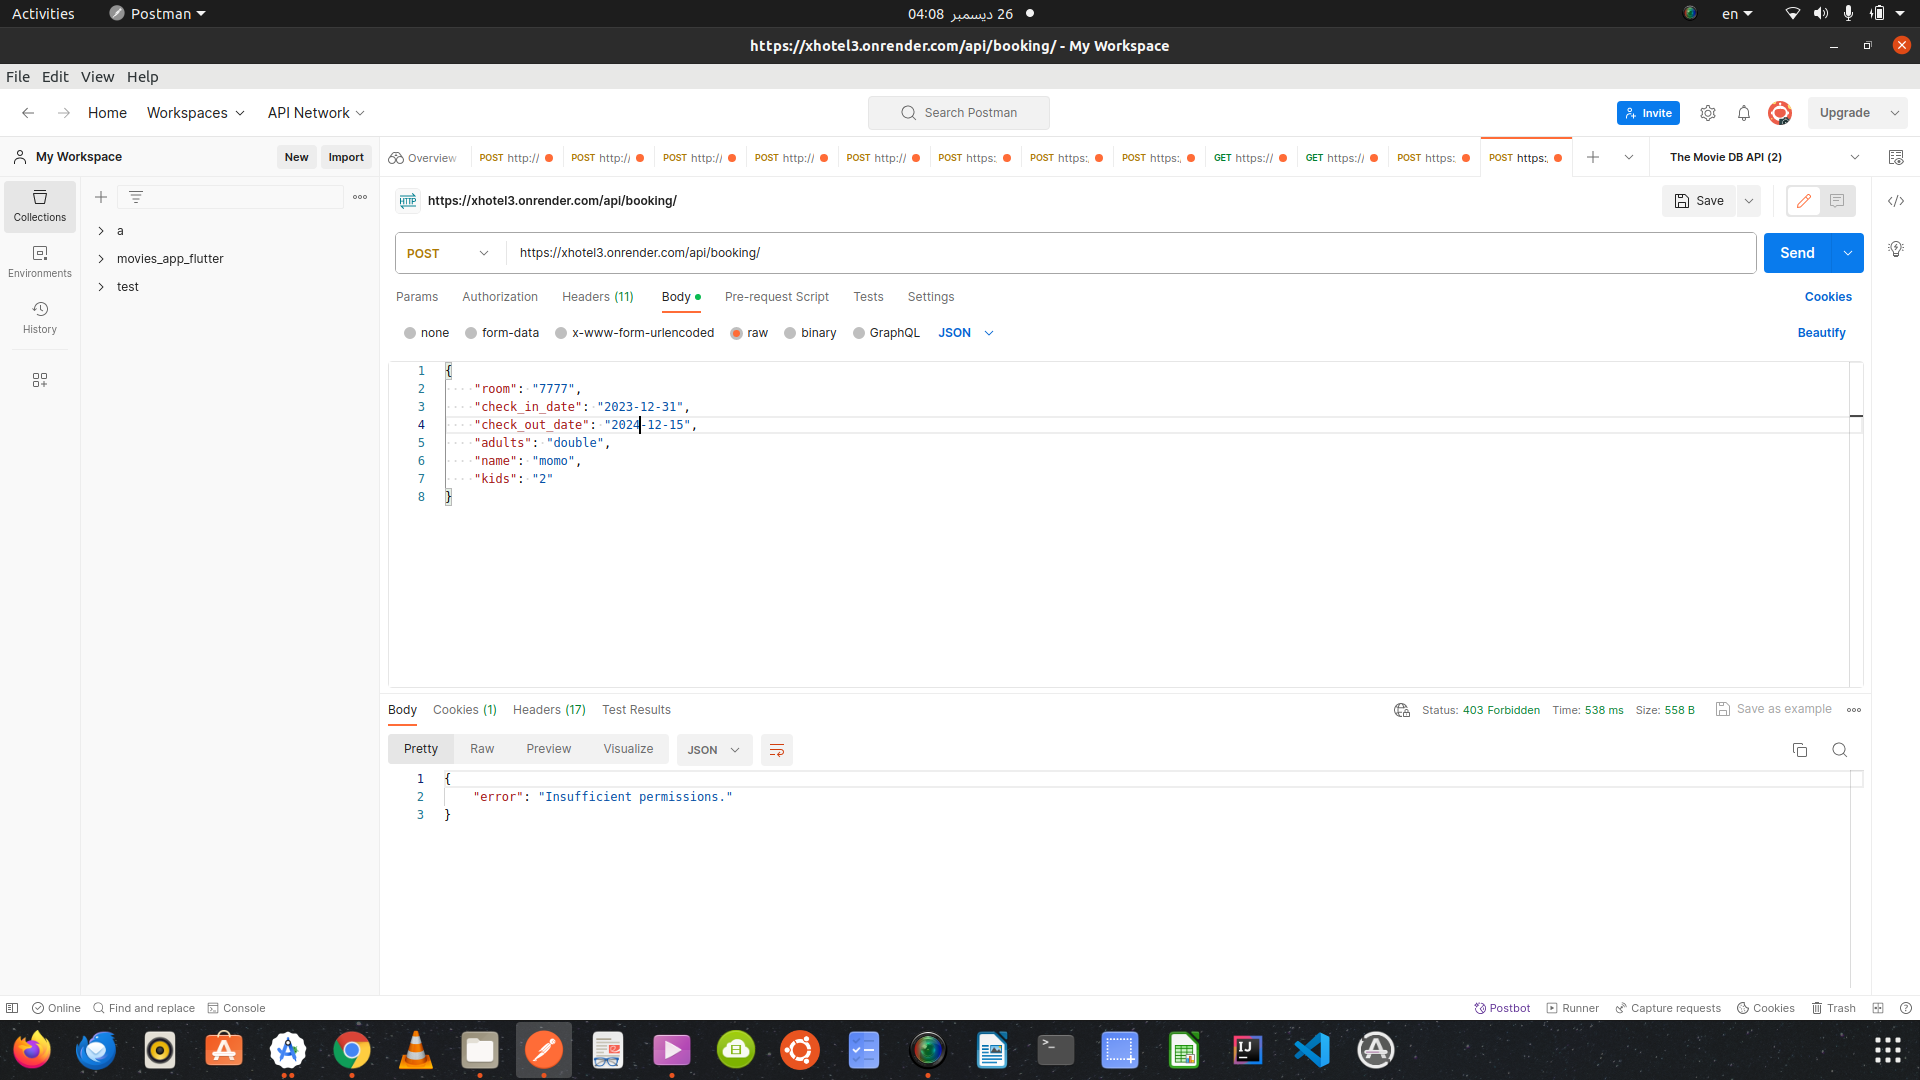 Activities Postman 04:08 26 ديسمبر en
https://xhotel3.onrender.com/api/booking/ - My Workspace
File Edit View Help
Home Workspaces API Network Search Postman Invite Upgrade
My Workspace New Import Overview POST http:// POST http:// POST http:// POST http:// POST http:// POST https: POST https:, POST https:, GET https:// GET https:// POST https: POST https: The Movie DB API (2)
Collections
Environments
History
a
movies_app_flutter
test
HTTP https://xhotel3.onrender.com/api/booking/ Save
POST https://xhotel3.onrender.com/api/booking/ Send
Params Authorization Headers (11) Body Pre-request Script Tests Settings Cookies
none form-data x-www-form-urlencoded raw binary GraphQL JSON Beautify
1 {
2 "room": "7777",
3 "check_in_date": "2023-12-31",
4 "check_out_date": "2024-12-15",
5 "adults": "double",
6 "name": "momo",
7 "kids": "2"
8 }
Body Cookies (1) Headers (17) Test Results Status: 403 Forbidden Time: 538 ms Size: 558 B Save as example
Pretty Raw Preview Visualize JSON
1 {
2 "error": "Insufficient permissions."
3 }
Online Find and replace Console Postbot Runner Capture requests Cookies Trash